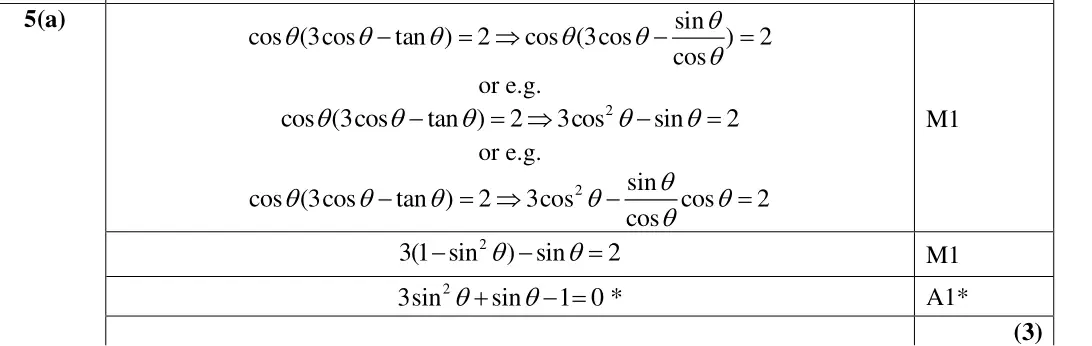 5(a)
cosθ(3cosθ − tanθ) = 2 ⇒ cosθ(3cosθ − sinθ/cosθ) = 2
or e.g.
cosθ(3cosθ − tanθ) = 2 ⇒ 3cos²θ − sin = 2
M1
or e.g.
cosθ(3cosθ − tanθ) = 2 ⇒ 3cos²θ − sinθ/cosθ cosθ = 2
3(1 − sin²θ) − sinθ = 2 M1
3sin²θ + sinθ − 1 = 0 * A1*
(3)